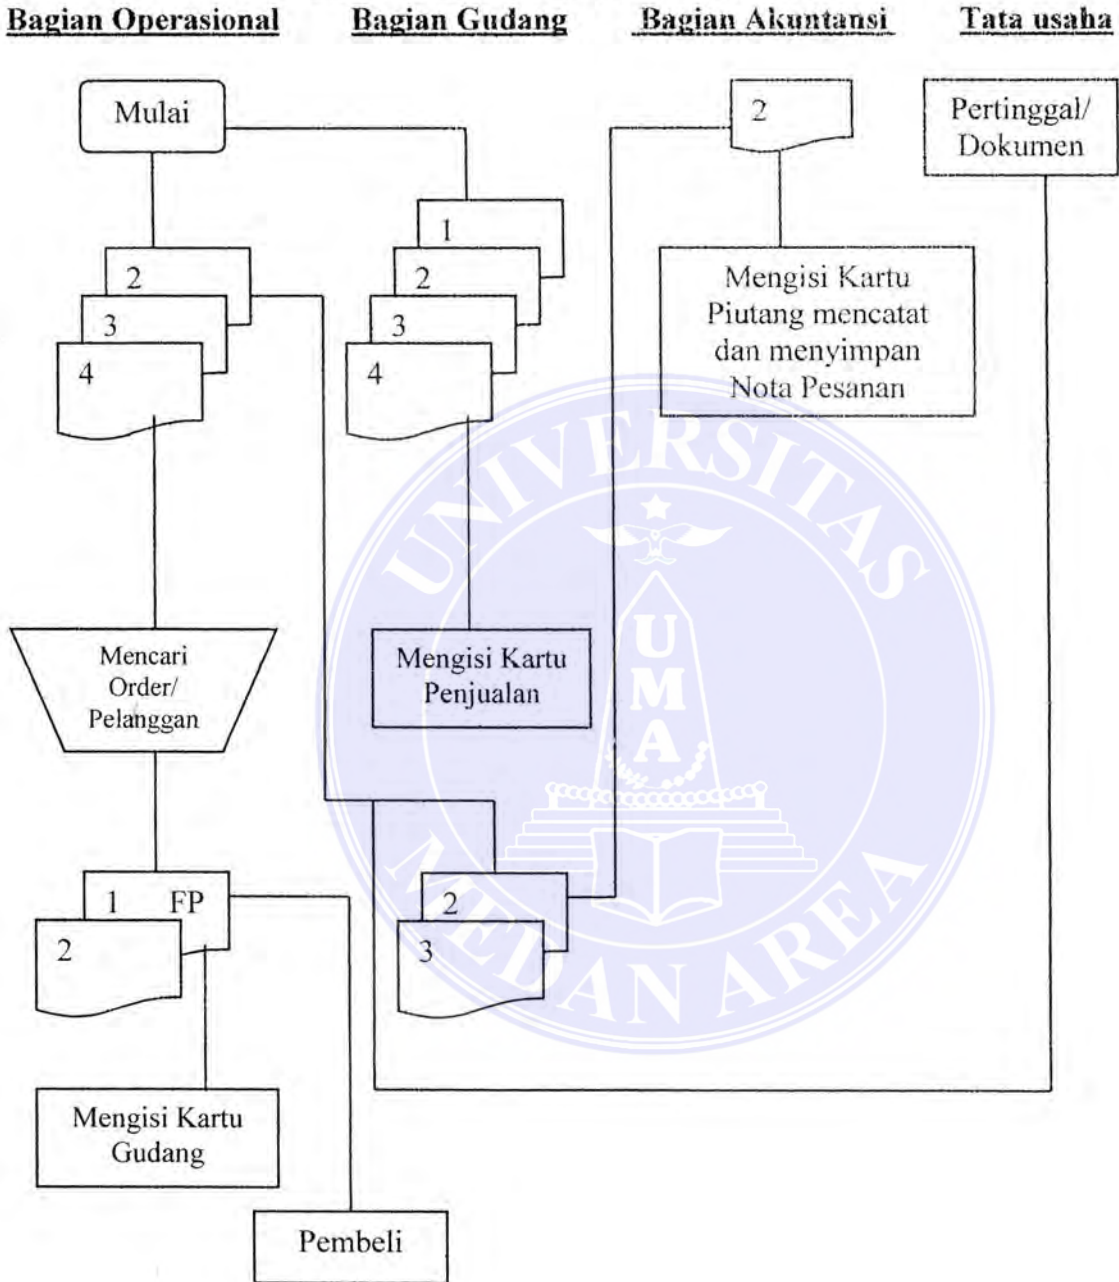 Bagian Operasional
Bagian Gudang
Bagian Akuntansi
Tata usaha
Mulai
2
3
4
1
2
3
4
2
Pertinggal/
Dokumen
Mengisi Kartu
Piutang mencatat
dan menyimpan
Nota Pesanan
Mencari
Order/
Pelanggan
Mengisi Kartu
Penjualan
1 FP
2
2
3
Mengisi Kartu
Gudang
Pembeli
UNIVERSITAS
UMA
MEDAN AREA